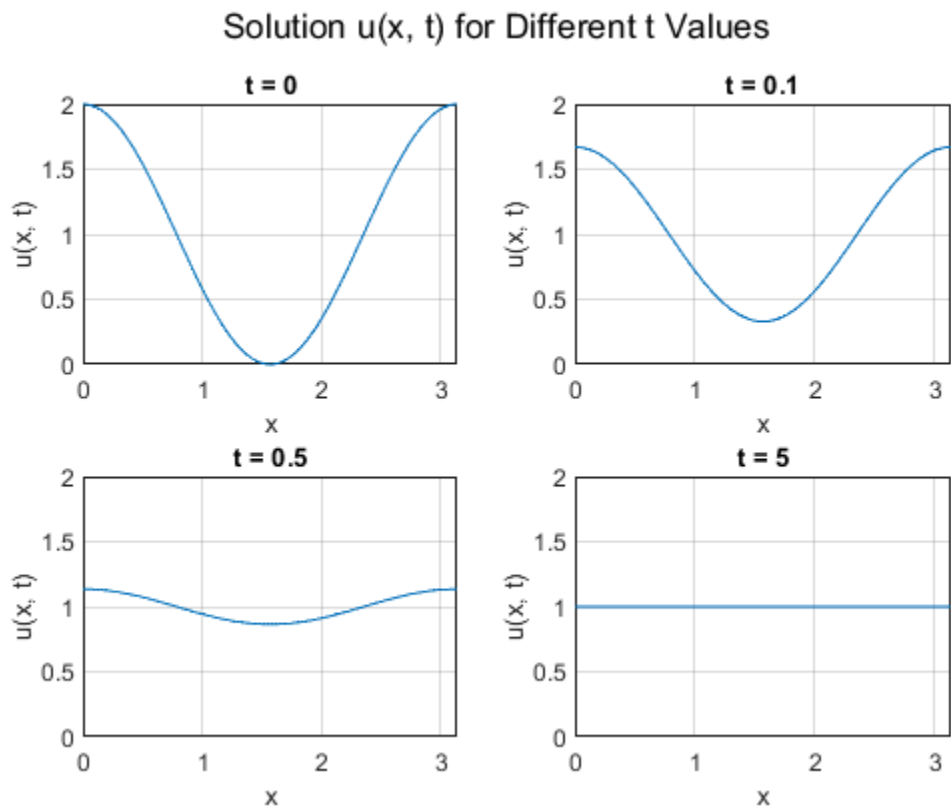 Solution u(x, t) for Different t Values
t = 0
2
1.5
1
0.5
0
u(x, t)
0 1 2 3
x
t = 0.1
2
1.5
1
0.5
0
u(x, t)
0 1 2 3
x
t = 0.5
2
1.5
1
0.5
0
u(x, t)
0 1 2 3
x
t = 5
2
1.5
1
0.5
0
u(x, t)
0 1 2 3
x